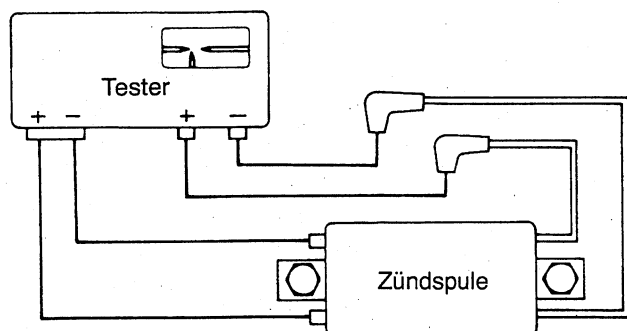 Tester
+ − + −
Zündspule